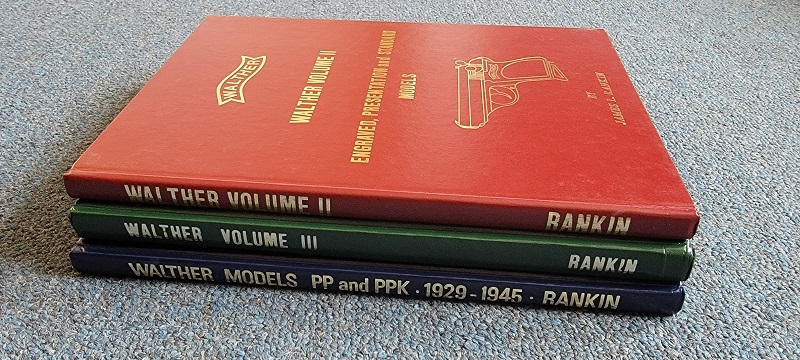 WALTHER
WALTHER VOLUME II
ENGRAVED, PRESENTATION and STANDARD
MODELS
BY
JAMES L. RANKIN
WALTHER VOLUME II RANKIN
WALTHER VOLUME III RANKIN
WALTHER MODELS PP and PPK · 1929-1945 · RANKIN